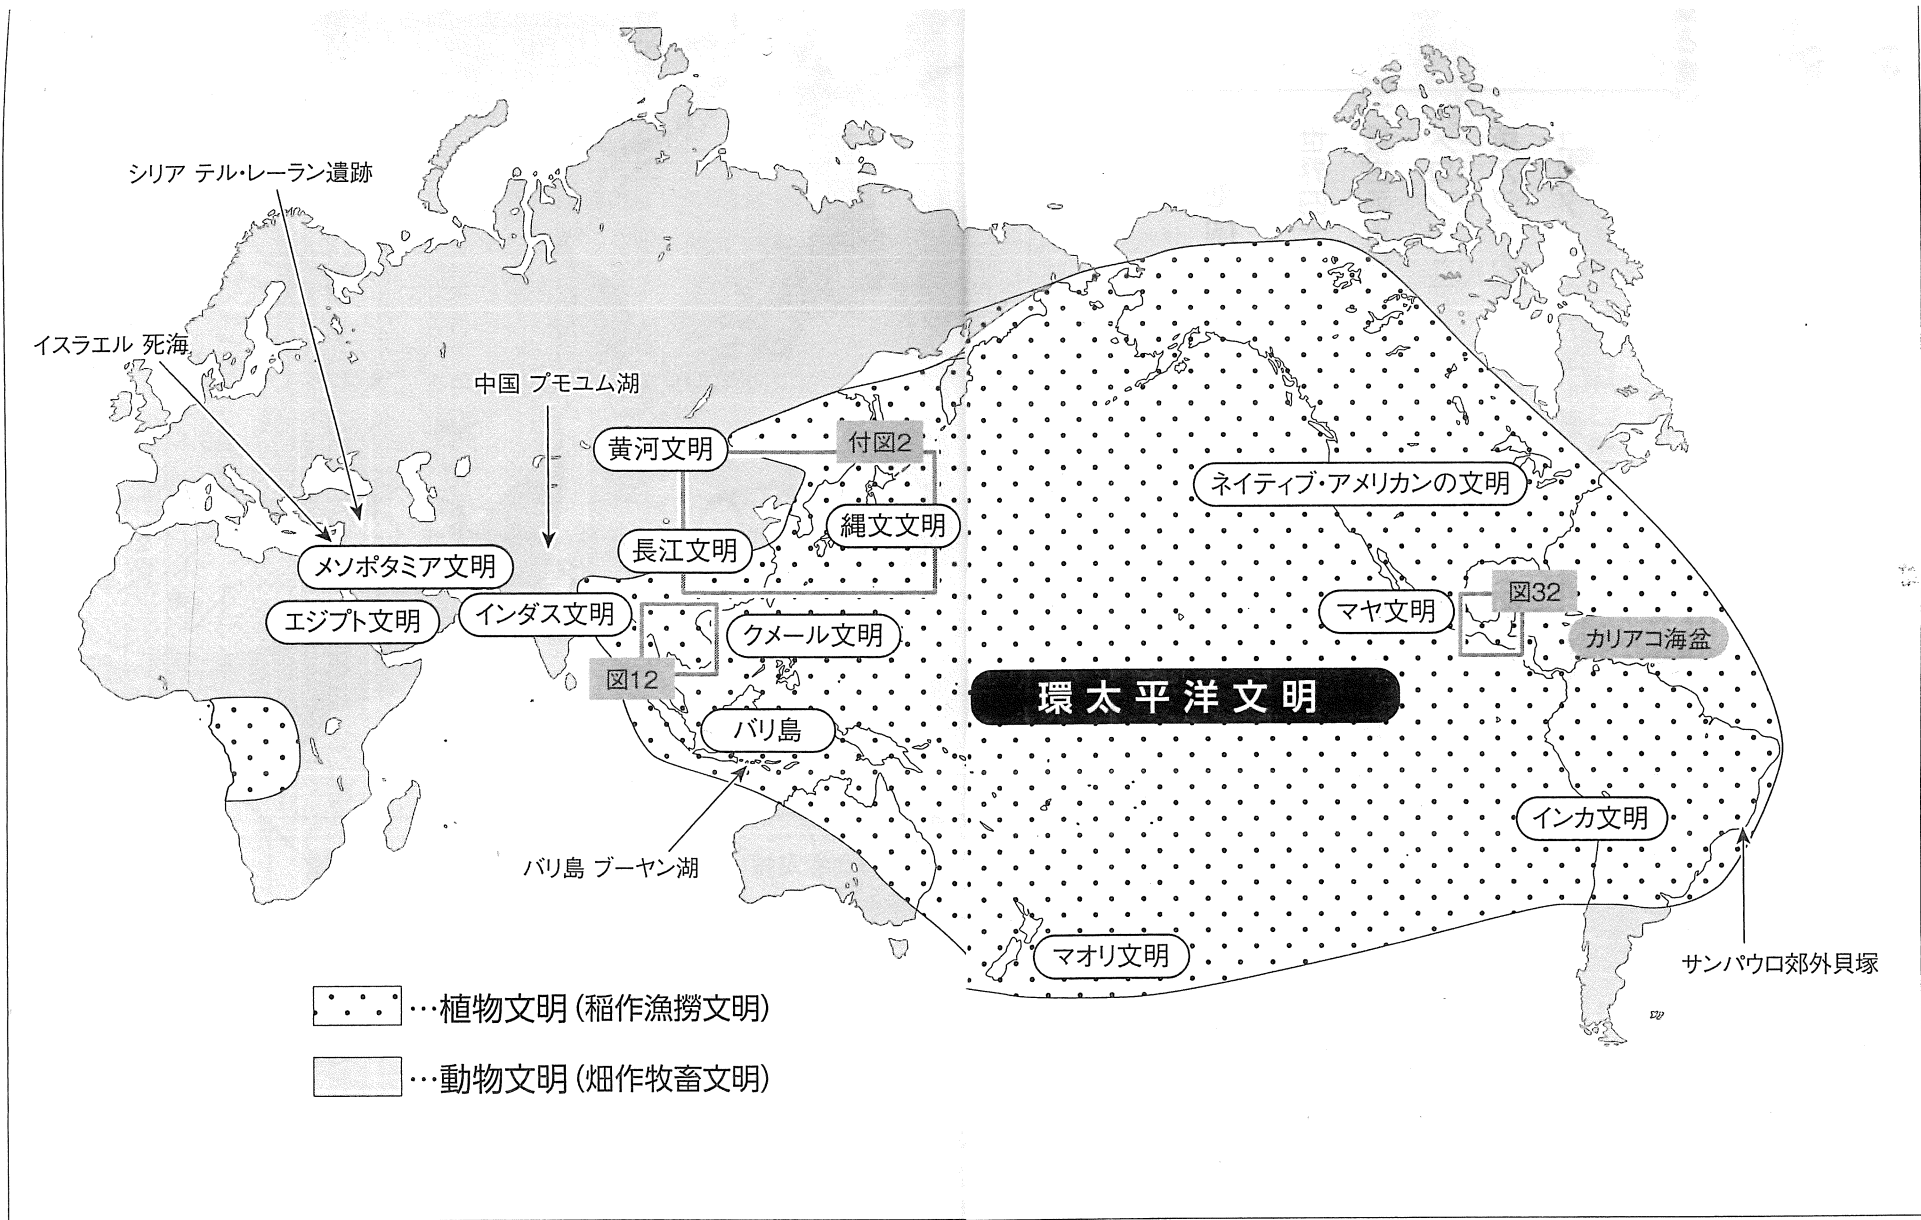 シリア テル・レーラン遺跡
イスラエル 死海
中国 プモユム湖
黄河文明
付図2
ネイティブ・アメリカンの文明
縄文文明
長江文明
メソポタミア文明
エジプト文明
インダス文明
クメール文明
マヤ文明
図32
カリアコ海盆
図12
環太平洋文明
バリ島
インカ文明
バリ島 ブーヤン湖
マオリ文明
サンパウロ郊外貝塚
…植物文明(稲作漁撈文明)
…動物文明(畑作牧畜文明)